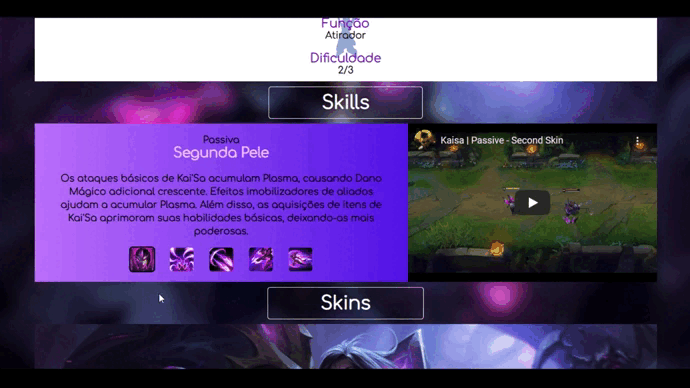 Função
Atirador
Dificuldade
2/3
Skills
Passiva
Segunda Pele
Os ataques básicos de Kai'Sa acumulam Plasma, causando Dano
Mágico adicional crescente. Efeitos imobilizadores de aliados
ajudam a acumular Plasma. Além disso, as aquisições de itens de
Kai'Sa aprimoram suas habilidades básicas, deixando-as mais
poderosas.
Kaisa | Passive - Second Skin
Skins